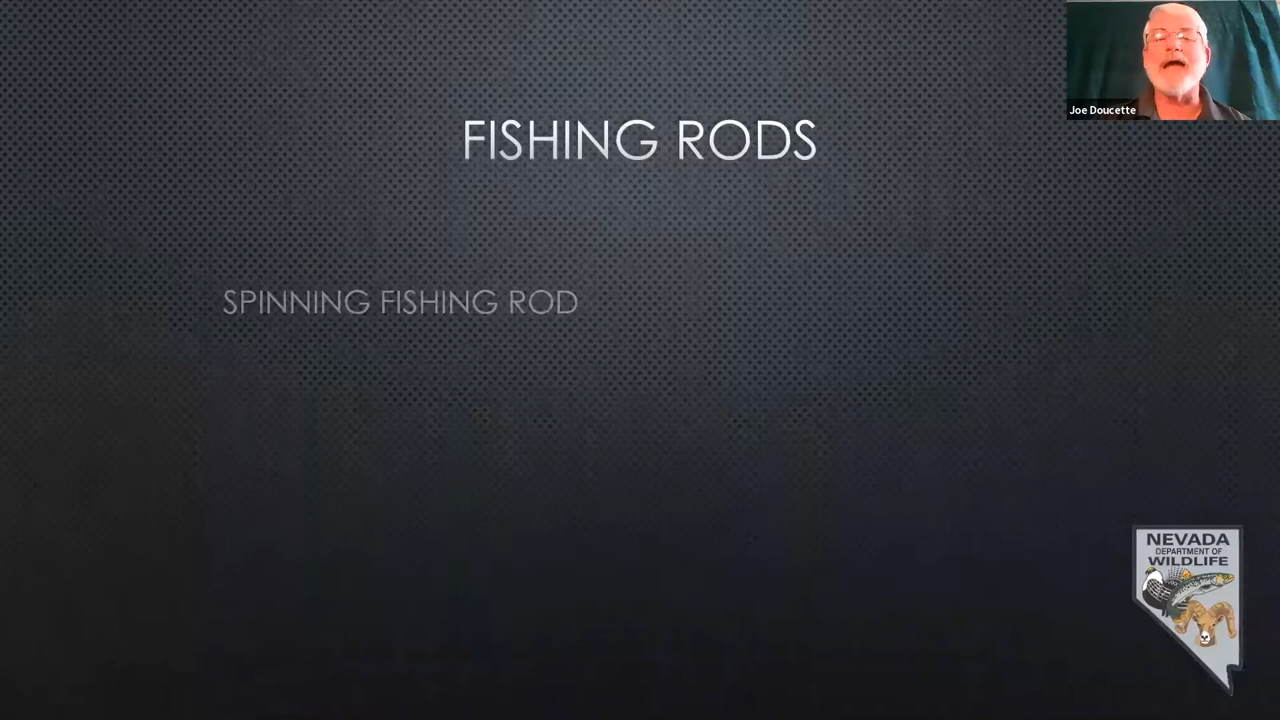 FISHING RODS
Joe Doucette
SPINNING FISHING ROD
NEVADA
DEPARTMENT OF
WILDLIFE